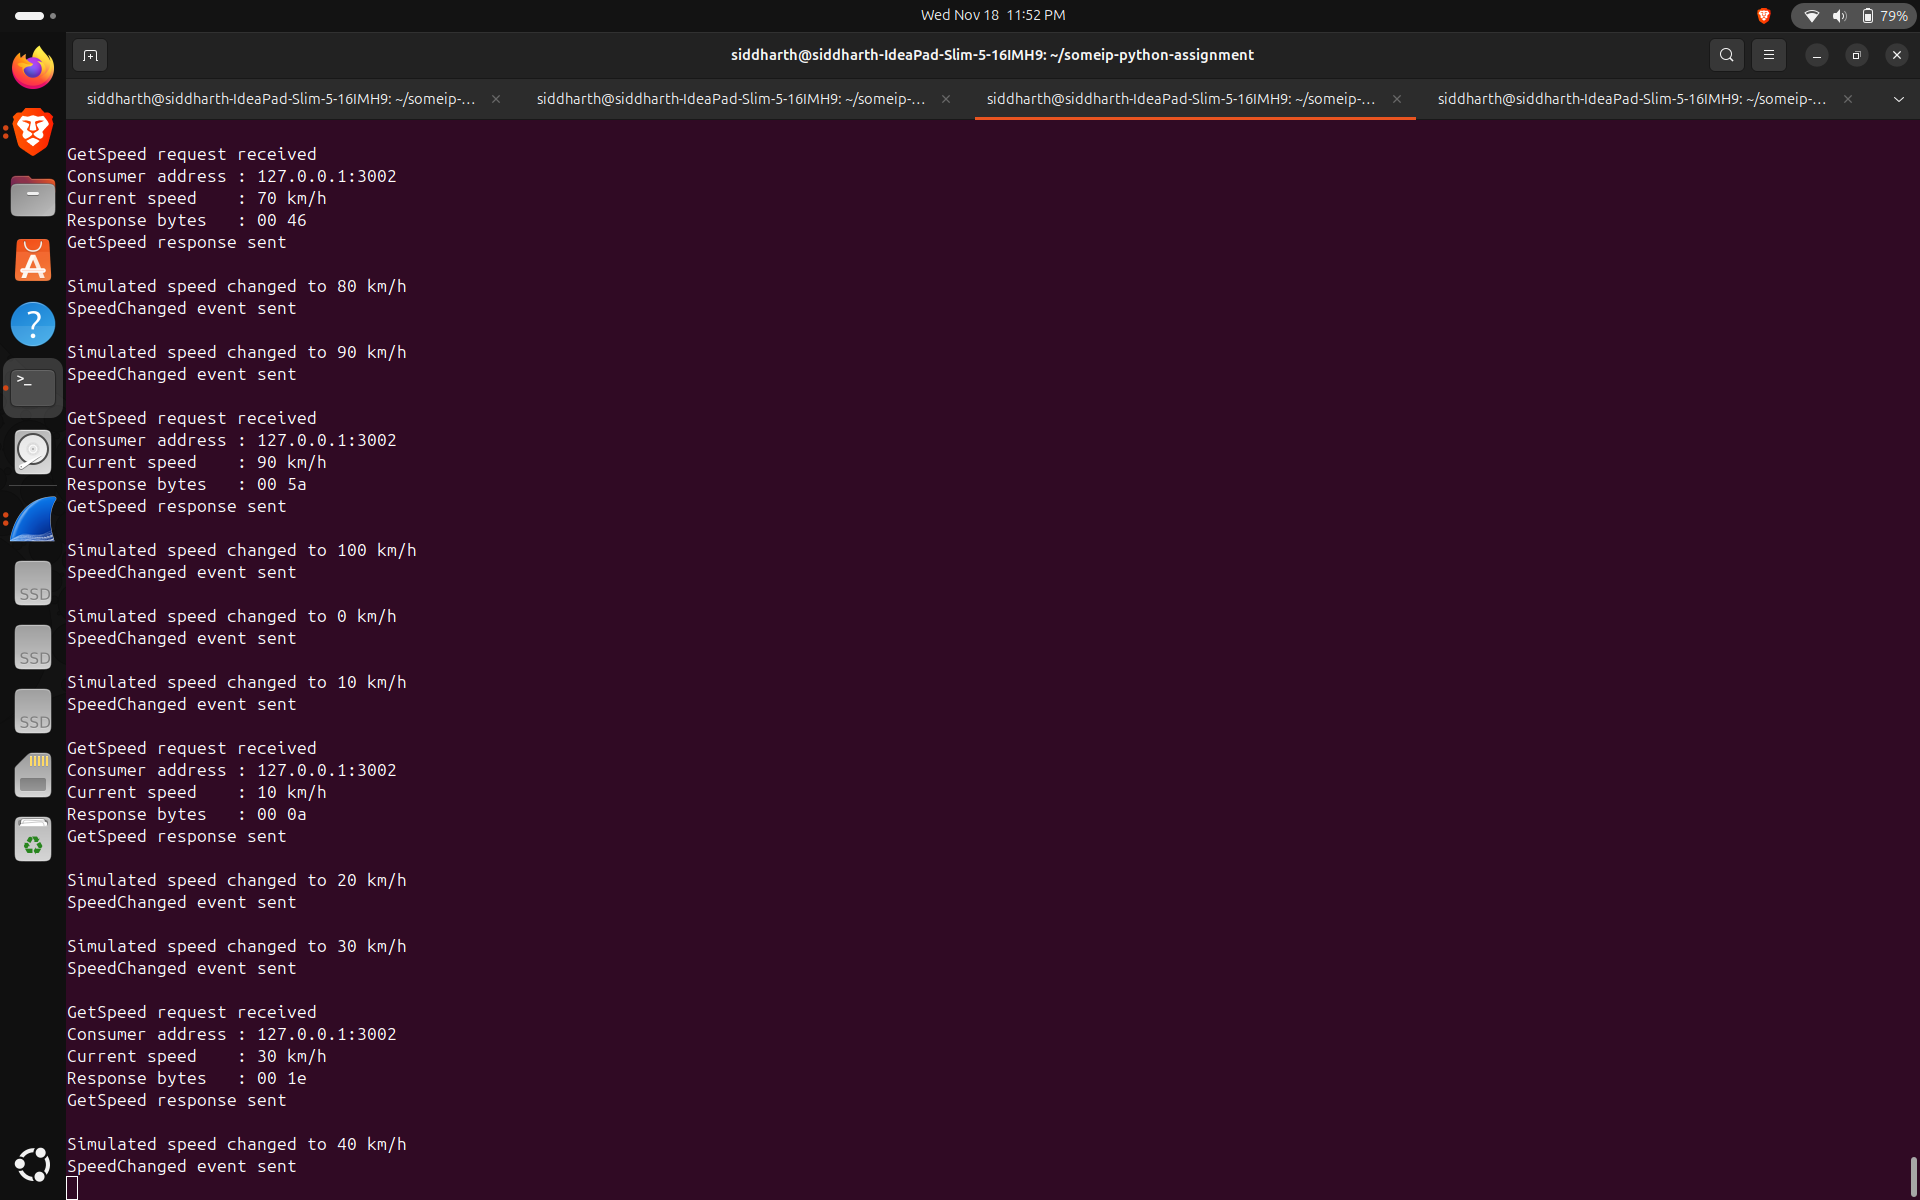 Wed Nov 18  11:52 PM
79%
siddharth@siddharth-IdeaPad-Slim-5-16IMH9: ~/someip-python-assignment
siddharth@siddharth-IdeaPad-Slim-5-16IMH9: ~/someip-...
siddharth@siddharth-IdeaPad-Slim-5-16IMH9: ~/someip-...
siddharth@siddharth-IdeaPad-Slim-5-16IMH9: ~/someip-...
siddharth@siddharth-IdeaPad-Slim-5-16IMH9: ~/someip-...
GetSpeed request received
Consumer address : 127.0.0.1:3002
Current speed    : 70 km/h
Response bytes   : 00 46
GetSpeed response sent
Simulated speed changed to 80 km/h
SpeedChanged event sent
Simulated speed changed to 90 km/h
SpeedChanged event sent
GetSpeed request received
Consumer address : 127.0.0.1:3002
Current speed    : 90 km/h
Response bytes   : 00 5a
GetSpeed response sent
Simulated speed changed to 100 km/h
SpeedChanged event sent
Simulated speed changed to 0 km/h
SpeedChanged event sent
Simulated speed changed to 10 km/h
SpeedChanged event sent
GetSpeed request received
Consumer address : 127.0.0.1:3002
Current speed    : 10 km/h
Response bytes   : 00 0a
GetSpeed response sent
Simulated speed changed to 20 km/h
SpeedChanged event sent
Simulated speed changed to 30 km/h
SpeedChanged event sent
GetSpeed request received
Consumer address : 127.0.0.1:3002
Current speed    : 30 km/h
Response bytes   : 00 1e
GetSpeed response sent
Simulated speed changed to 40 km/h
SpeedChanged event sent
SSD
SSD
SSD